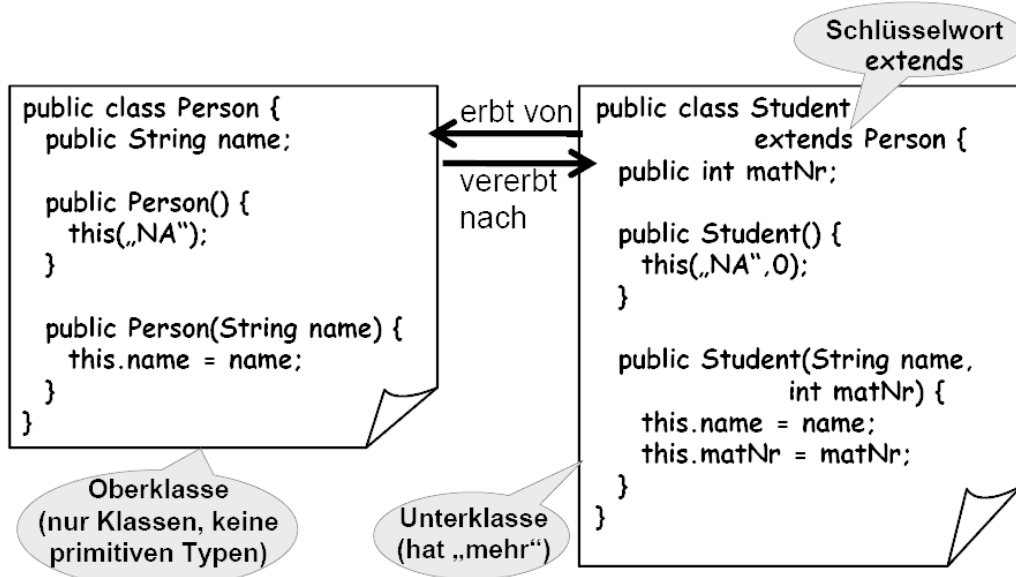 Schlüsselwort
extends
public class Person {
public String name;
public Person() {
this(„NA“);
}
public Person(String name) {
this.name = name;
}
}
erbt von
vererbt
nach
public class Student
extends Person {
public int matNr;
public Student() {
this(„NA“,0);
}
public Student(String name,
int matNr) {
this.name = name;
this.matNr = matNr;
}
}
Oberklasse
(nur Klassen, keine
primitiven Typen)
Unterklasse
(hat „mehr“)